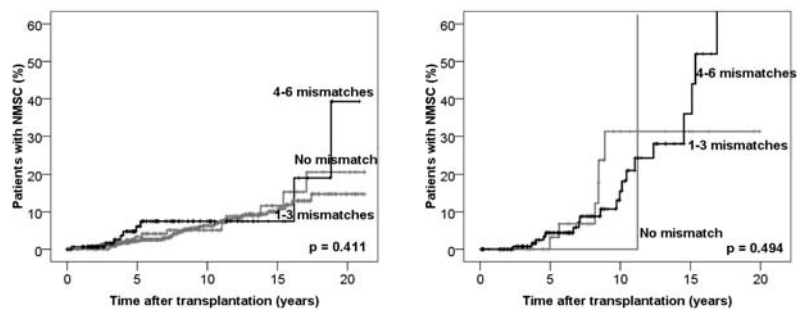 60
50
40
30
20
10
0
Patients with NMSC (%)
4-6 mismatches
No mismatch
1-3 mismatches
p = 0.411
0 5 10 15 20
Time after transplantation (years)
60
50
40
30
20
10
0
Patients with NMSC (%)
4-6 mismatches
1-3 mismatches
No mismatch
p = 0.494
0 5 10 15 20
Time after transplantation (years)